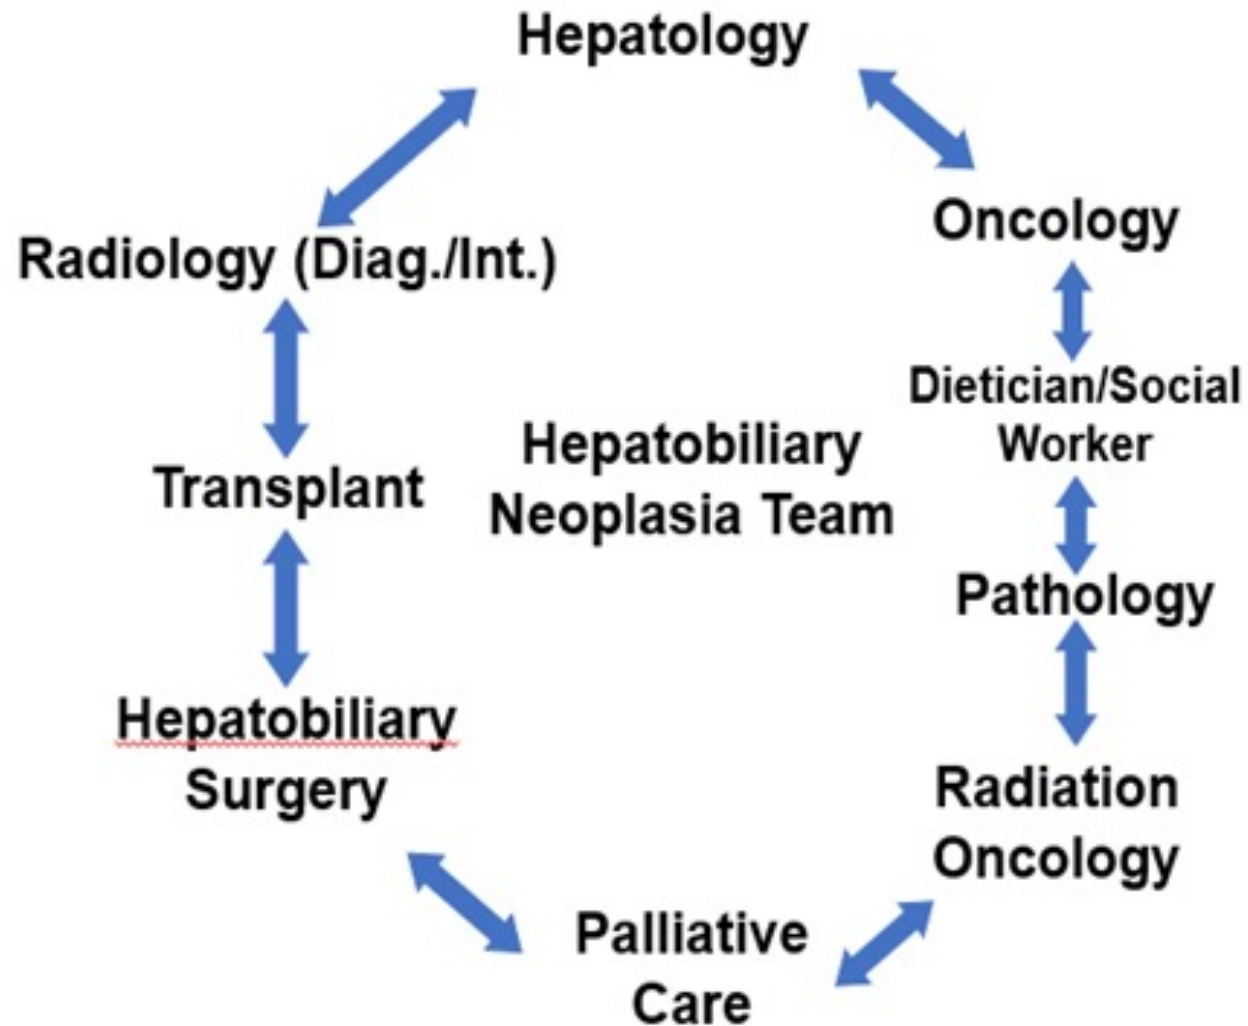 Hepatology
Oncology
Radiology (Diag./Int.)
Dietician/Social
Worker
Hepatobiliary
Neoplasia Team
Transplant
Pathology
Hepatobiliary
Surgery
Radiation
Oncology
Palliative
Care